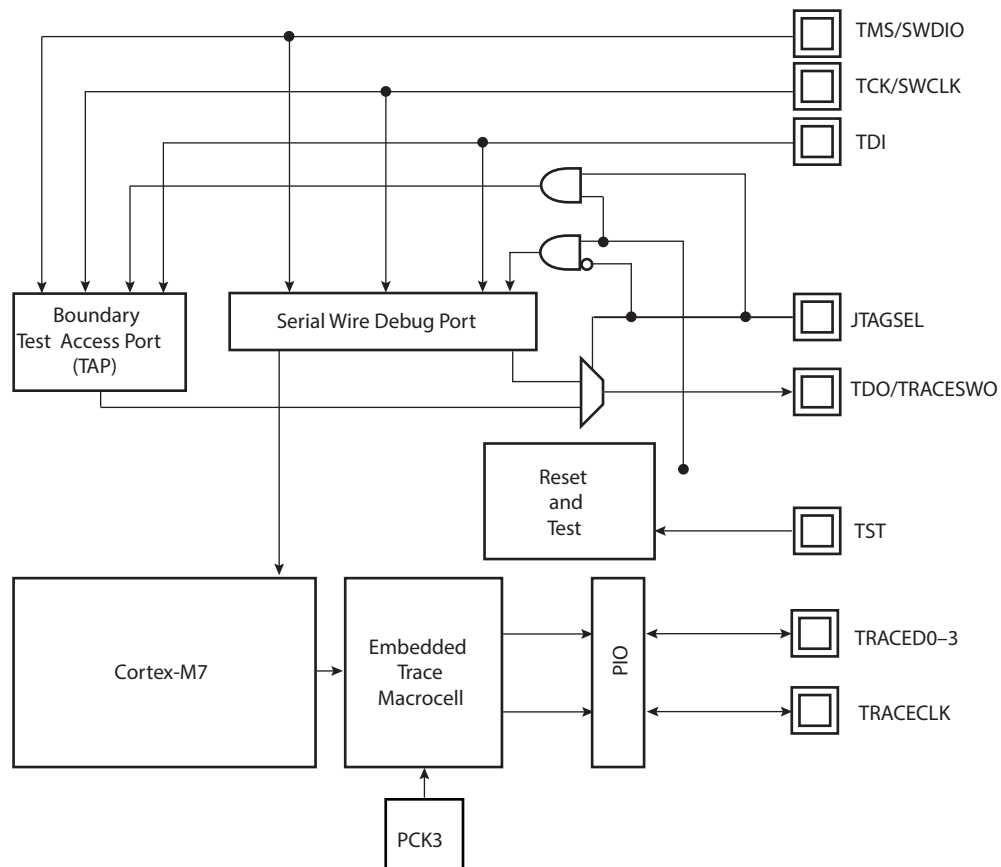 TMS/SWDIO
TCK/SWCLK
TDI
Boundary
Test Access Port
(TAP)
Serial Wire Debug Port
JTAGSEL
TDO/TRACESWO
Reset
and
Test
TST
Cortex-M7
Embedded
Trace
Macrocell
PIO
TRACED0–3
TRACECLK
PCK3